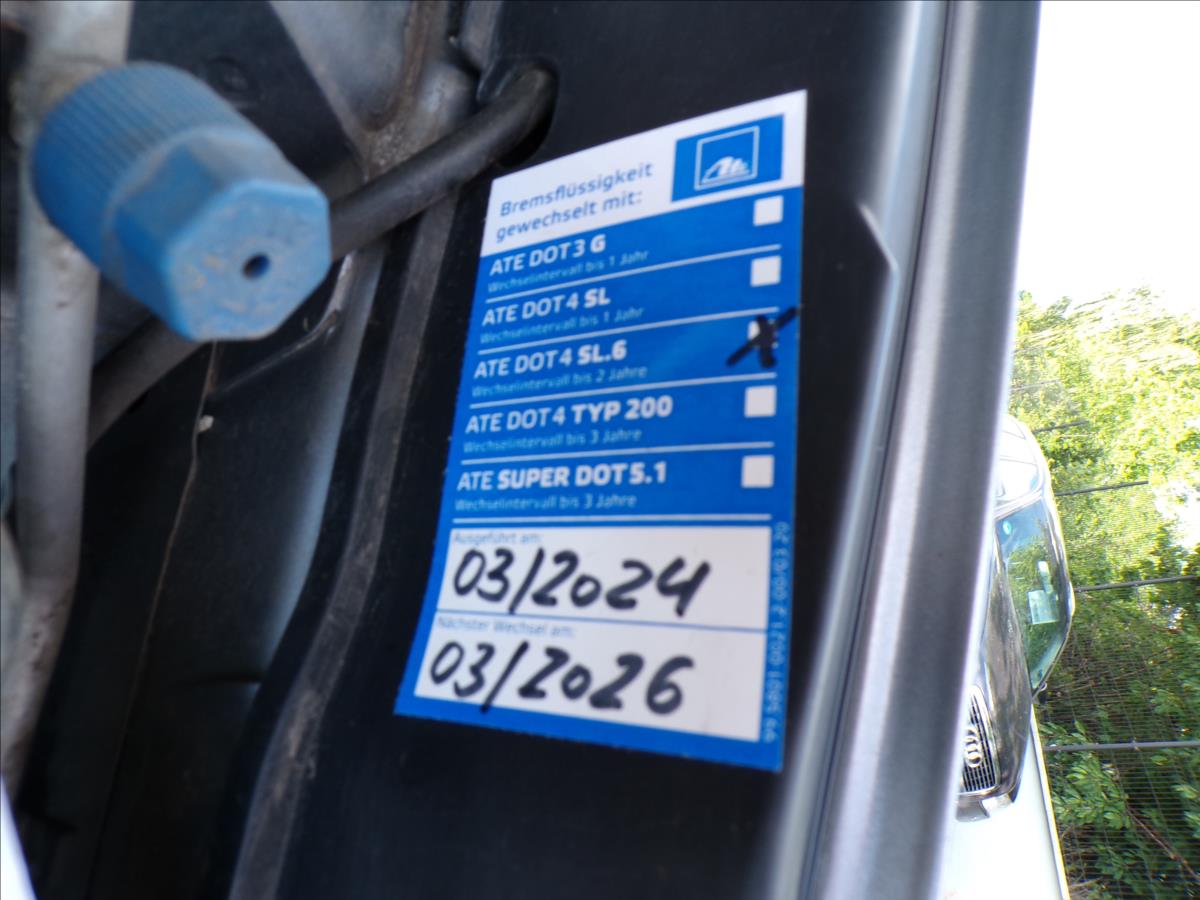 Bremsflüssigkeit
gewechselt mit:
ATE DOT 3 G
Wechselintervall bis 1 Jahr
ATE DOT 4 SL
Wechselintervall bis 1 Jahr
ATE DOT 4 SL.6
Wechselintervall bis 2 Jahre
ATE DOT 4 TYP 200
Wechselintervall bis 3 Jahre
ATE SUPER DOT 5.1
Wechselintervall bis 3 Jahre
Ausgeführt am:
03/2024
Nächster Wechsel am:
03/2026